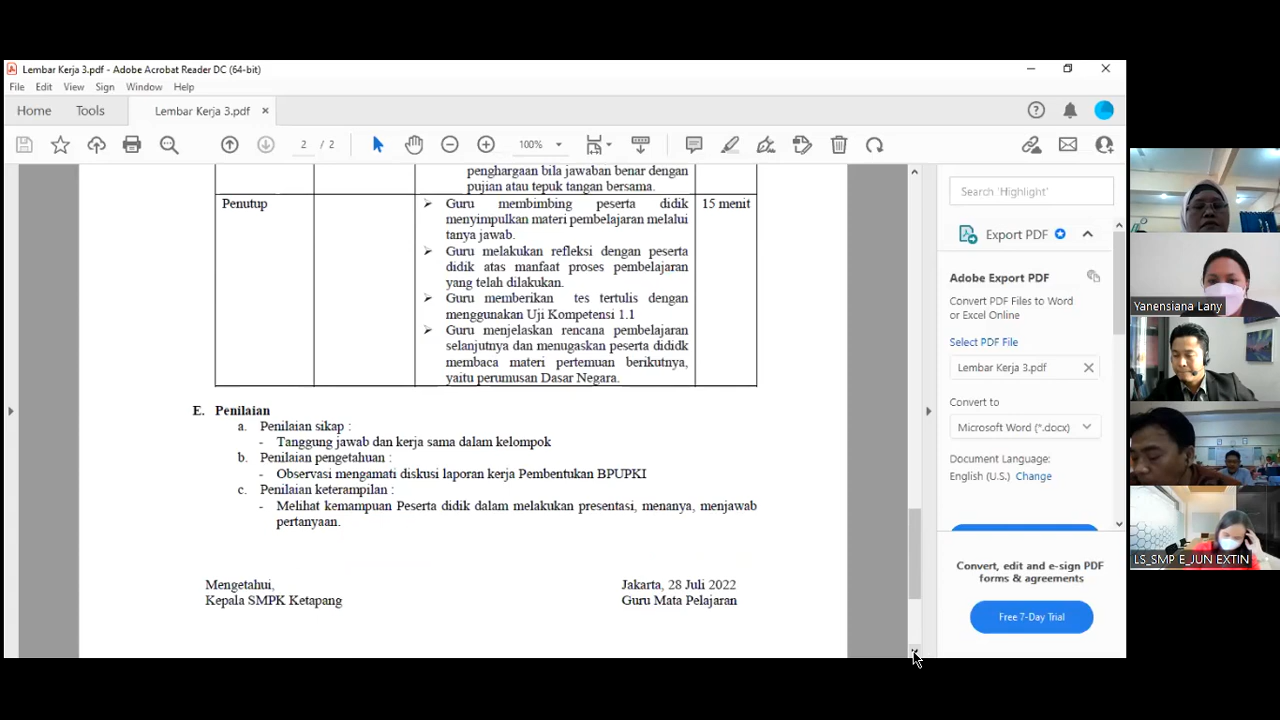 Lembar Kerja 3.pdf - Adobe Acrobat Reader DC (64-bit)
File Edit View Sign Window Help
Home Tools Lembar Kerja 3.pdf ×
2 / 2 100%
penghargaan bila jawaban benar dengan
pujian atau tepuk tangan bersama.
Penutup
Guru membimbing peserta didik 15 menit
menyimpulkan materi pembelajaran melalui
tanya jawab.
Guru melakukan refleksi dengan peserta
didik atas manfaat proses pembelajaran
yang telah dilakukan.
Guru memberikan tes tertulis dengan
menggunakan Uji Kompetensi 1.1
Guru menjelaskan rencana pembelajaran
selanjutnya dan menugaskan peserta dididk
membaca materi pertemuan berikutnya,
yaitu perumusan Dasar Negara.
E. Penilaian
a. Penilaian sikap :
- Tanggung jawab dan kerja sama dalam kelompok
b. Penilaian pengetahuan :
- Observasi mengamati diskusi laporan kerja Pembentukan BPUPKI
c. Penilaian keterampilan :
- Melihat kemampuan Peserta didik dalam melakukan presentasi, menanya, menjawab
pertanyaan.
Mengetahui, Jakarta, 28 Juli 2022
Kepala SMPK Ketapang Guru Mata Pelajaran
Search 'Highlight'
Export PDF
Adobe Export PDF
Convert PDF Files to Word
or Excel Online
Select PDF File
Lembar Kerja 3.pdf
Convert to
Microsoft Word (*.docx)
Document Language:
English (U.S.) Change
Convert, edit and e-sign PDF
forms & agreements
Free 7-Day Trial
Yanensiana Lany
LS_SMP E_JUN EXTIN